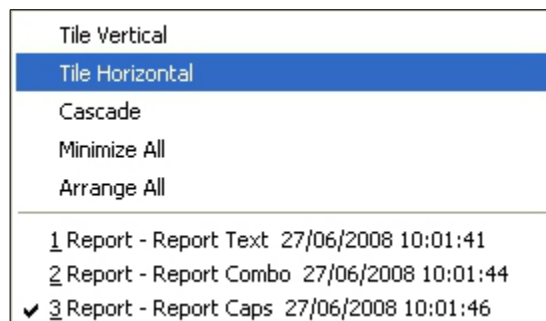 Tile Vertical
Tile Horizontal
Cascade
Minimize All
Arrange All
1 Report - Report Text 27/06/2008 10:01:41
2 Report - Report Combo 27/06/2008 10:01:44
3 Report - Report Caps 27/06/2008 10:01:46